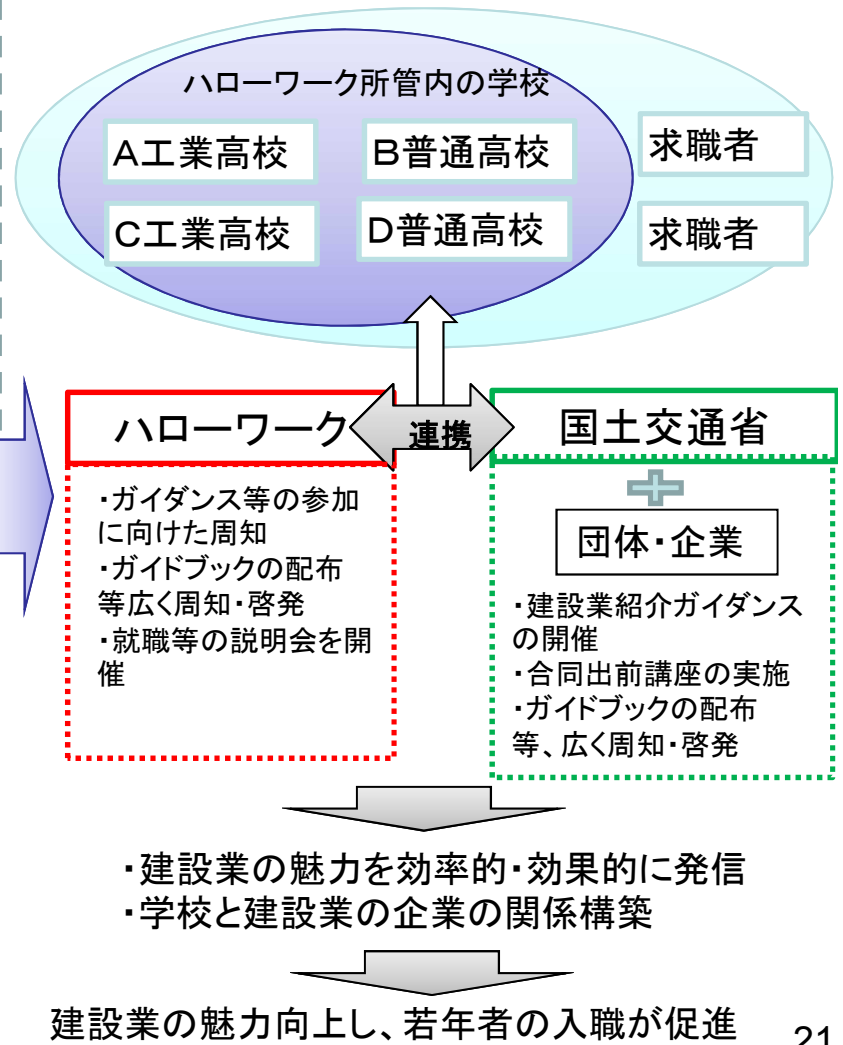 ハローワーク所管内の学校
A工業高校
B普通高校
求職者
C工業高校
D普通高校
求職者
ハローワーク
連携
国土交通省
・ガイダンス等の参加
に向けた周知
・ガイドブックの配布
等広く周知・啓発
・就職等の説明会を開
催
団体・企業
・建設業紹介ガイダンス
の開催
・合同出前講座の実施
・ガイドブックの配布
等、広く周知・啓発
・建設業の魅力を効率的・効果的に発信
・学校と建設業の企業の関係構築
建設業の魅力向上し、若年者の入職が促進
21